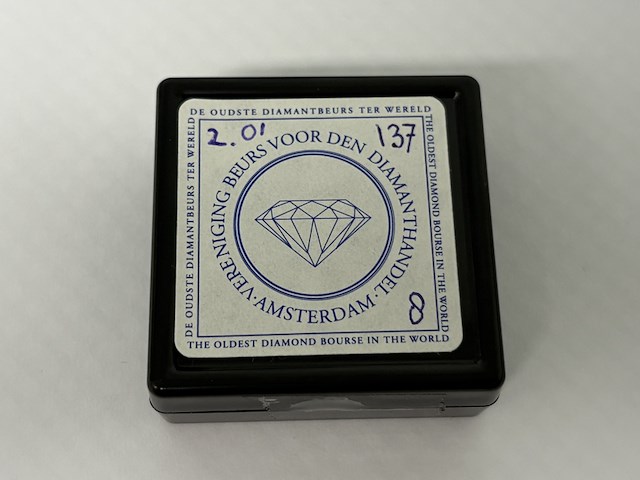 DE OUDSTE DIAMANTBEURS TER WERELD
DE OUDSTE DIAMANTBEURS TER WERELD
THE OLDEST DIAMOND BOURSE IN THE WORLD
2.01
137
VERENIGING BEURS VOOR DEN DIAMANTHANDEL
· AMSTERDAM ·
8
THE OLDEST DIAMOND BOURSE IN THE WORLD